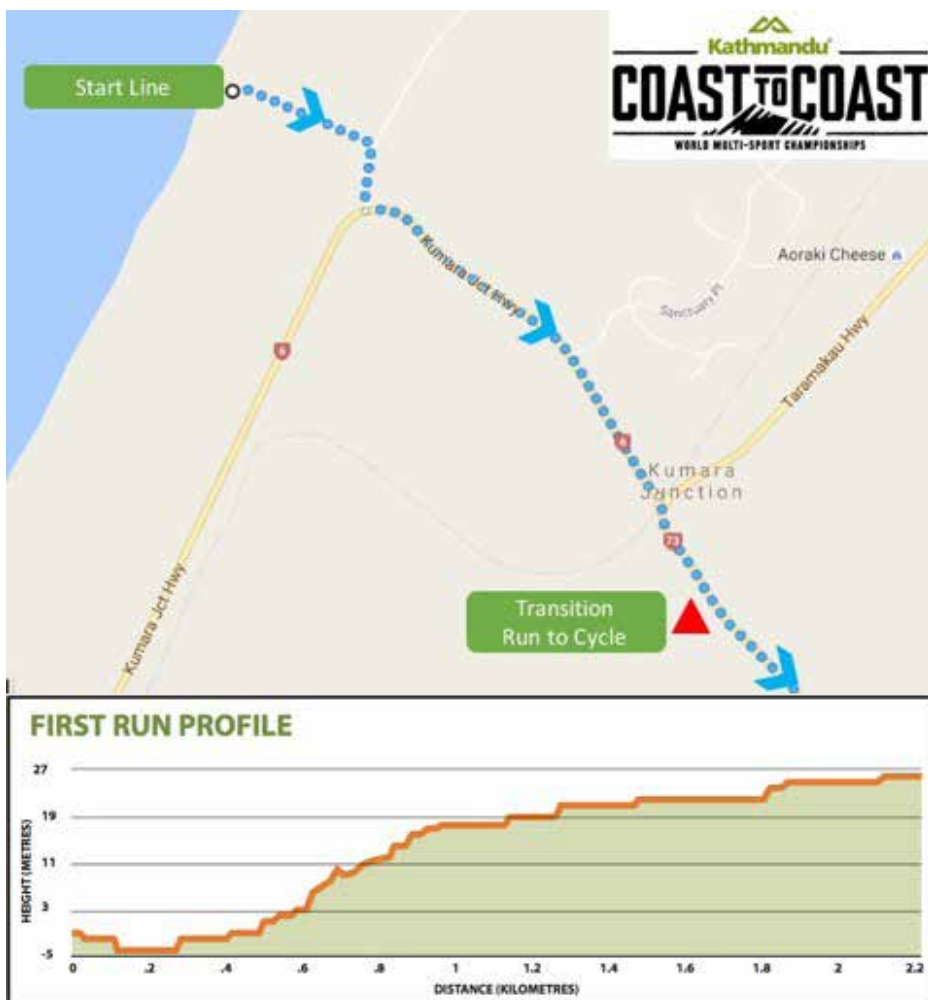 Kathmandu®
COAST TO COAST
WORLD MULTI-SPORT CHAMPIONSHIPS
Start Line
Kumara Jct Hwy
Aoraki Cheese
Sanctuary Pl
Taramakau Hwy
6
6
Kumara
Junction
73
Kumara Jct Hwy
Transition
Run to Cycle
FIRST RUN PROFILE
HEIGHT (METRES)
27
19
11
3
-5
0 .2 .4 .6 .8 1 1.2 1.4 1.6 1.8 2 2.2
DISTANCE (KILOMETRES)